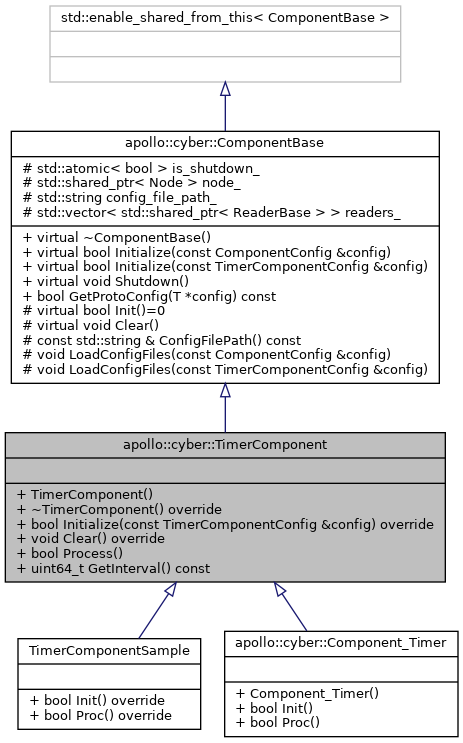 std::enable_shared_from_this< ComponentBase >
apollo::cyber::ComponentBase
# std::atomic< bool > is_shutdown_
# std::shared_ptr< Node > node_
# std::string config_file_path_
# std::vector< std::shared_ptr< ReaderBase > > readers_
+ virtual ~ComponentBase()
+ virtual bool Initialize(const ComponentConfig &config)
+ virtual bool Initialize(const TimerComponentConfig &config)
+ virtual void Shutdown()
+ bool GetProtoConfig(T *config) const
# virtual bool Init()=0
# virtual void Clear()
# const std::string & ConfigFilePath() const
# void LoadConfigFiles(const ComponentConfig &config)
# void LoadConfigFiles(const TimerComponentConfig &config)
apollo::cyber::TimerComponent
+ TimerComponent()
+ ~TimerComponent() override
+ bool Initialize(const TimerComponentConfig &config) override
+ void Clear() override
+ bool Process()
+ uint64_t GetInterval() const
TimerComponentSample
+ bool Init() override
+ bool Proc() override
apollo::cyber::Component_Timer
+ Component_Timer()
+ bool Init()
+ bool Proc()